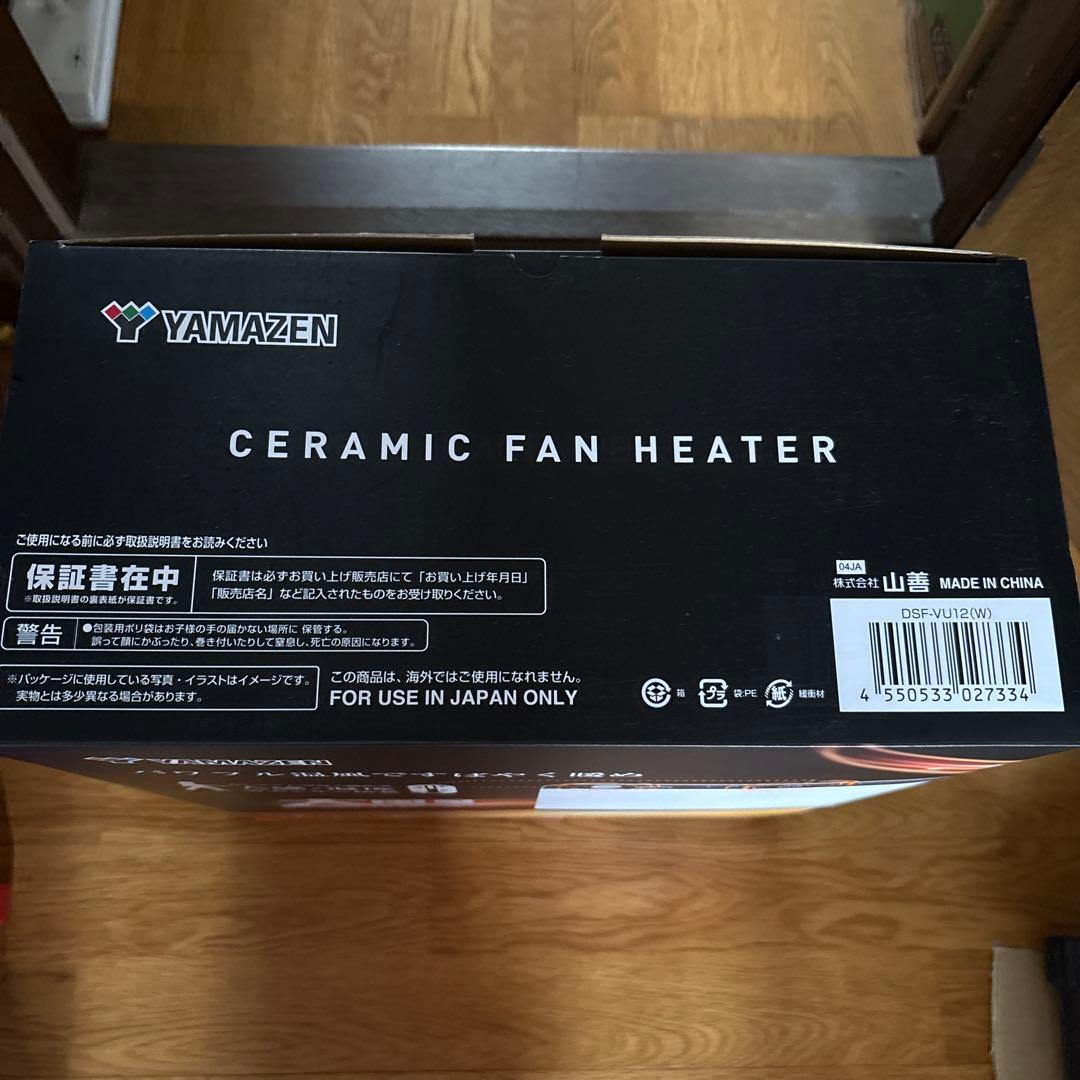 YAMAZEN
CERAMIC FAN HEATER
ご使用になる前に必ず取扱説明書をお読みください
保証書在中
※取扱説明書の裏表紙が保証書です。
保証書は必ずお買い上げ販売店にて「お買い上げ年月日」
「販売店名」など記入されたものをお受け取りください。
警告
●包装用ポリ袋はお子様の手の届かない場所に 保管する。
誤って顔にかぶったり、巻き付いたりして窒息し、死亡の原因になります。
※パッケージに使用している写真・イラストはイメージです。
実物とは多少異なる場合があります。
この商品は、海外ではご使用になれません。
FOR USE IN JAPAN ONLY
箱
プラ
袋:PE
紙
緩衝材
04JA
株式会社 山善 MADE IN CHINA
DSF-VU12(W)
4 550533 027334
YAMAZEN